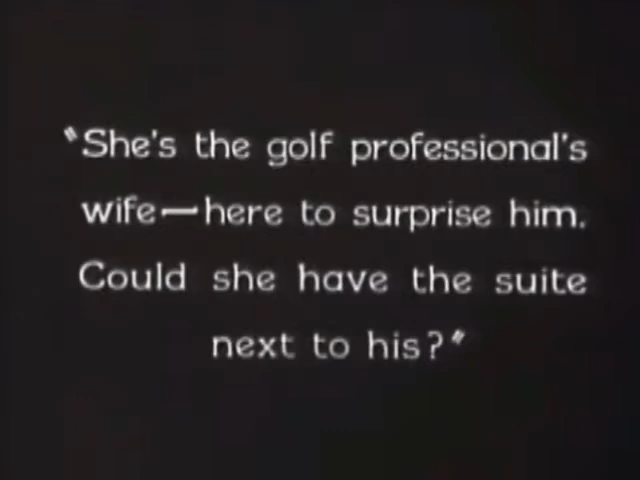 "She's the golf professional's
wife—here to surprise him.
Could she have the suite
next to his?"